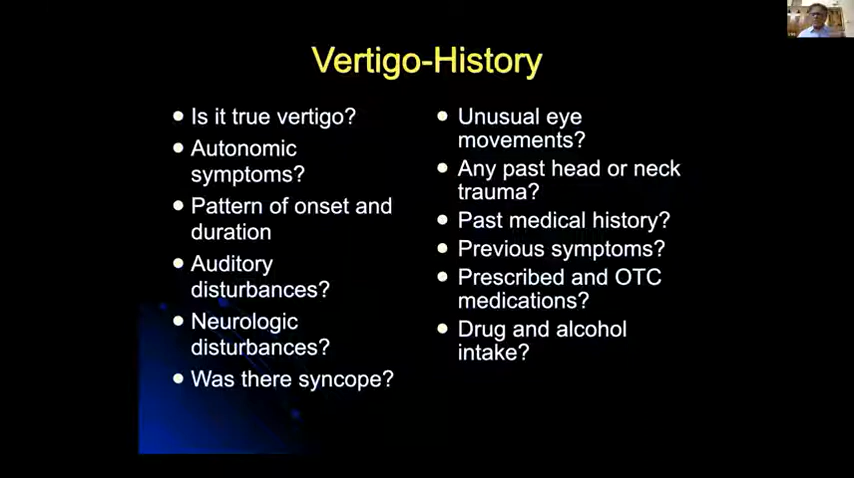 Vertigo-History
• Is it true vertigo?
• Autonomic
symptoms?
• Pattern of onset and
duration
• Auditory
disturbances?
• Neurologic
disturbances?
• Was there syncope?
• Unusual eye
movements?
• Any past head or neck
trauma?
• Past medical history?
• Previous symptoms?
• Prescribed and OTC
medications?
• Drug and alcohol
intake?